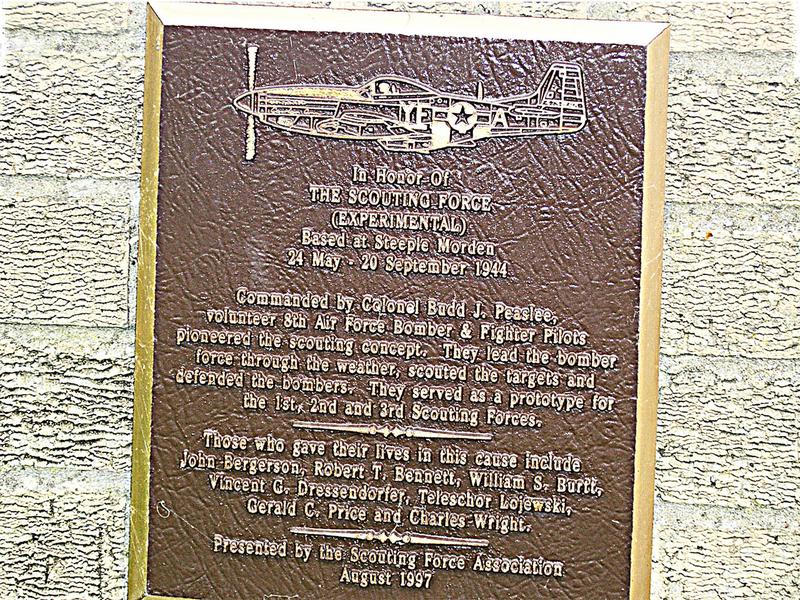 YF A
In Honor Of
THE SCOUTING FORCE
(EXPERIMENTAL)
Based at Steeple Morden
24 May - 20 September 1944
Commanded by Colonel Budd J. Peaslee,
volunteer 8th Air Force Bomber & Fighter Pilots
pioneered the scouting concept. They lead the bomber
force through the weather, scouted the targets and
defended the bombers. They served as a prototype for
the 1st, 2nd and 3rd Scouting Forces.
Those who gave their lives in this cause include
John Bergerson, Robert T. Bennett, William S. Burtt,
Vincent G. Dressendorfer, Teleschor Lojewski,
Gerald C. Price and Charles Wright.
Presented by the Scouting Force Association
August 1997